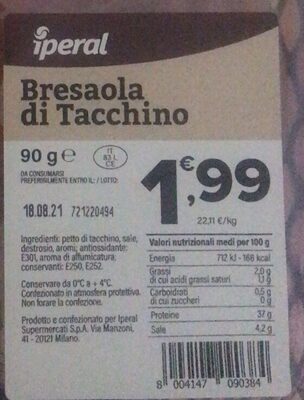 iperal
Bresaola
di Tacchino
90 g e
IT
83 L
CE
DA CONSUMARSI
PREFERIBILMENTE ENTRO IL: / LOTTO:
18.08.21 721220494
€
1,99
22,11 €/kg
Ingredienti: petto di tacchino, sale,
destrosio, aromi, antiossidante:
E301, aroma di affumicatura;
conservanti: E250, E252.
Conservare da 0°C a + 4°C.
Confezionato in atmosfera protettiva.
Non forare la confezione.
Prodotto e confezionato per Iperal
Supermercati S.p.A. Via Manzoni,
41 - 20121 Milano.
Valori nutrizionali medi per 100 g
Energia 712 kJ - 168 kcal
Grassi 2,0 g
di cui acidi grassi saturi 1,1 g
Carboidrati 0,5 g
di cui zuccheri 0 g
Proteine 37 g
Sale 4,2 g
8 004147 090384